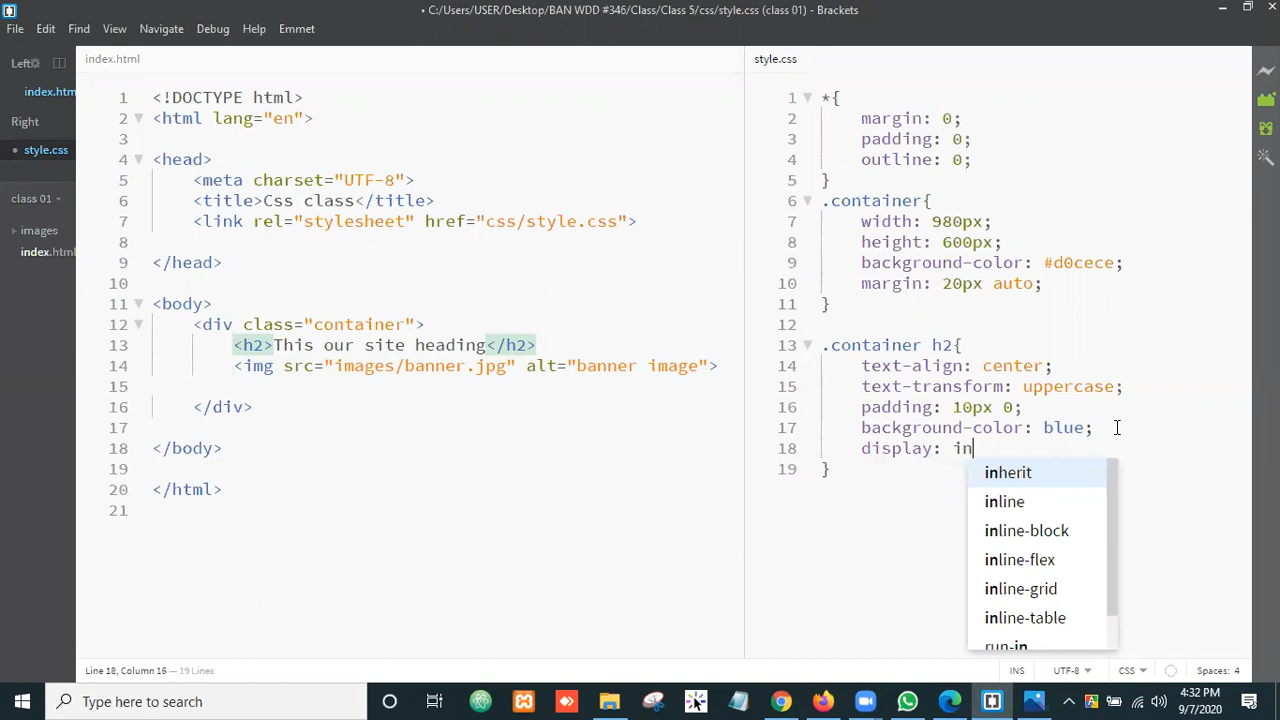 • C:/Users/USER/Desktop/BAN WDD #346/Class/Class 5/css/style.css (class 01) - Brackets
File Edit Find View Navigate Debug Help Emmet
Left
index.htm
Right
• style.css
class 01
images
index.html
index.html
1 <!DOCTYPE html>
2 <html lang="en">
3
4 <head>
5 <meta charset="UTF-8">
6 <title>Css class</title>
7 <link rel="stylesheet" href="css/style.css">
8
9 </head>
10
11 <body>
12 <div class="container">
13 <h2>This our site heading</h2>
14 <img src="images/banner.jpg" alt="banner image">
15
16 </div>
17
18 </body>
19
20 </html>
21
style.css
1 *{
2 margin: 0;
3 padding: 0;
4 outline: 0;
5 }
6 .container{
7 width: 980px;
8 height: 600px;
9 background-color: #d0cece;
10 margin: 20px auto;
11 }
12
13 .container h2{
14 text-align: center;
15 text-transform: uppercase;
16 padding: 10px 0;
17 background-color: blue;
18 display: in
19 }
inherit
inline
inline-block
inline-flex
inline-grid
inline-table
run-in
Line 18, Column 16 — 19 Lines
INS UTF-8 CSS Spaces: 4
Type here to search
4:32 PM
9/7/2020